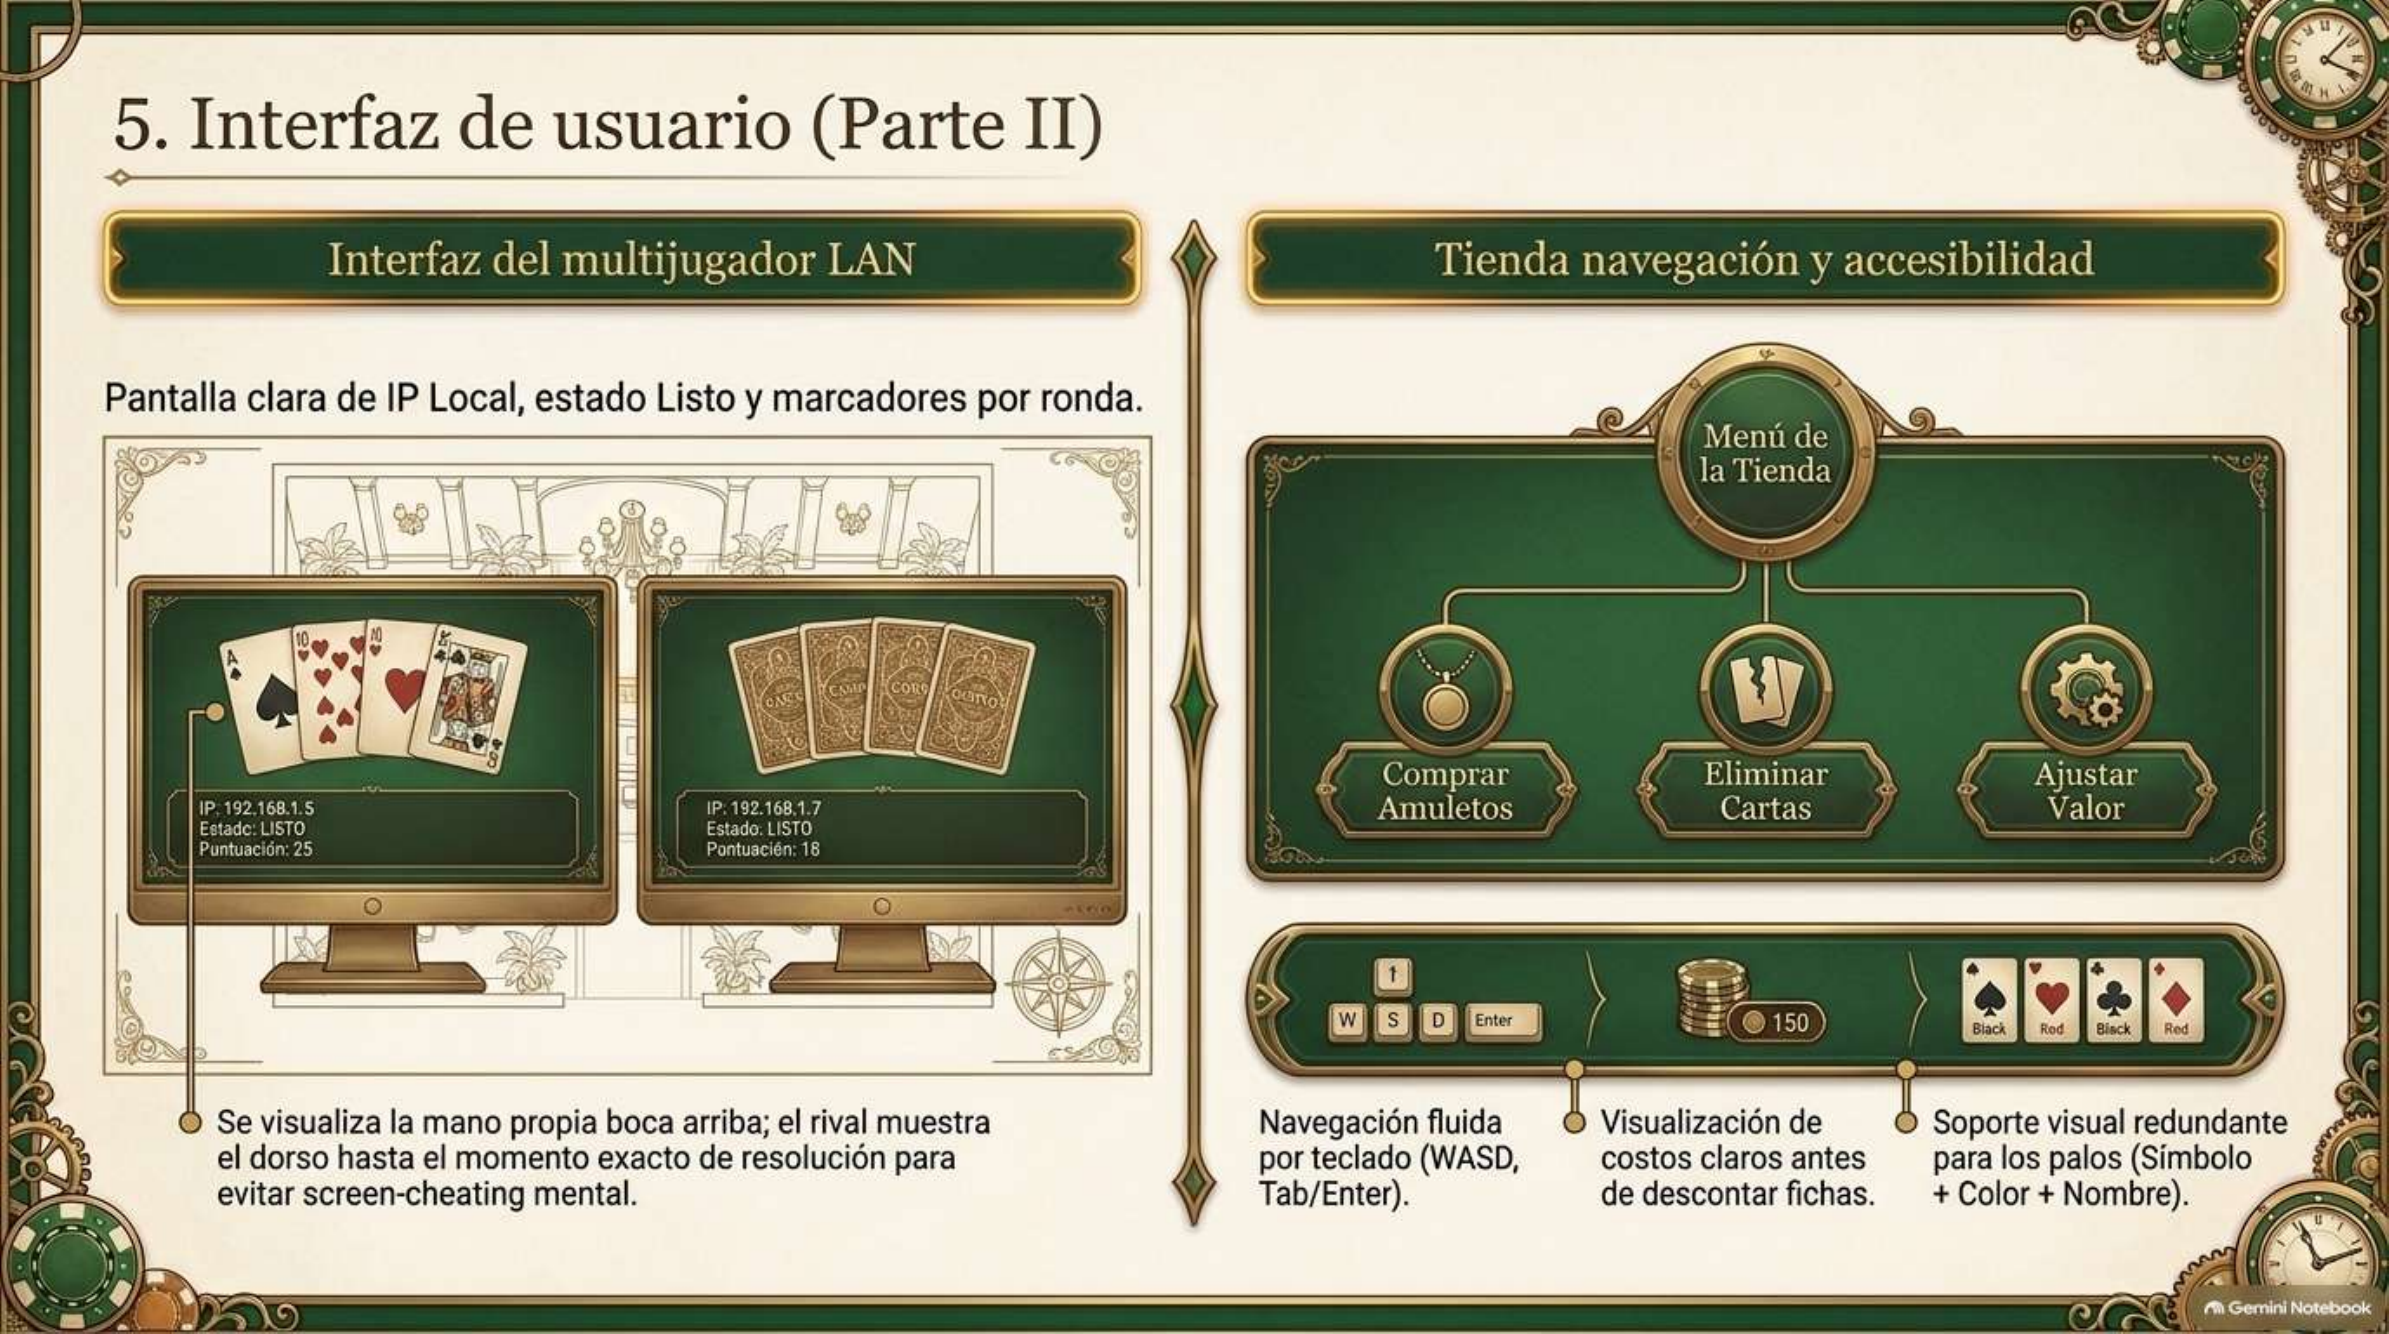 5. Interfaz de usuario (Parte II)
Interfaz del multijugador LAN
Pantalla clara de IP Local, estado Listo y marcadores por ronda.
A
10
10
IP: 192.168.1.5
Estadc: LISTO
Puntuación: 25
IP: 192.168.1.7
Estado: LISTO
Pontuación: 18
Se visualiza la mano propia boca arriba; el rival muestra
el dorso hasta el momento exacto de resolución para
evitar screen-cheating mental.
Tienda navegación y accesibilidad
Menú de
la Tienda
Comprar
Amuletos
Eliminar
Cartas
Ajustar
Valor
↑
W S D Enter
150
Black Red Black Red
Navegación fluida
por teclado (WASD,
Tab/Enter).
Visualización de
costos claros antes
de descontar fichas.
Soporte visual redundante
para los palos (Símbolo
+ Color + Nombre).
Gemini Notebook